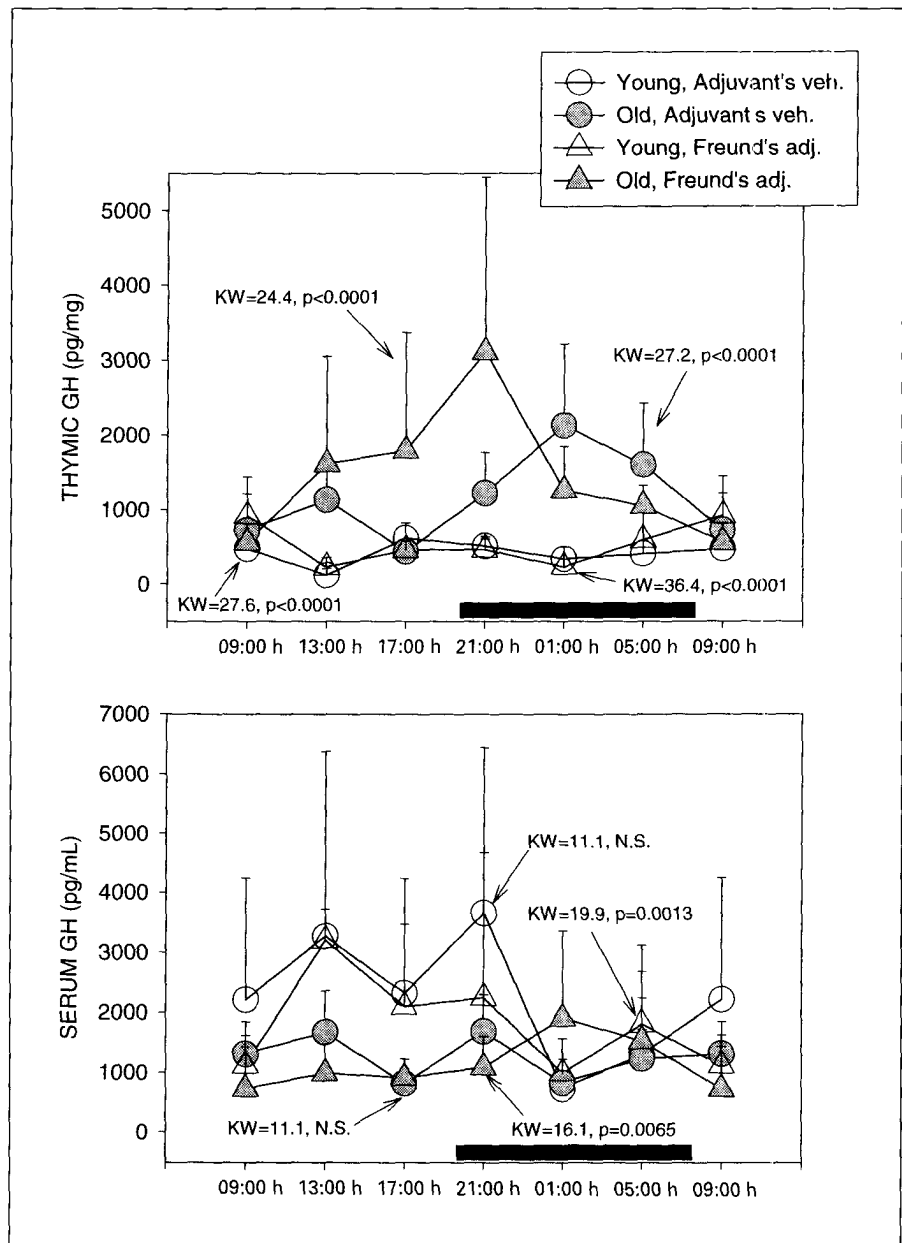 Young, Adjuvant's veh.
Old, Adjuvant s veh.
Young, Freund's adj.
Old, Freund's adj.
THYMIC GH (pg/mg)
5000
4000
3000
2000
1000
0
KW=24.4, p<0.0001
KW=27.2, p<0.0001
KW=27.6, p<0.0001
KW=36.4, p<0.0001
09:00 h 13:00 h 17:00 h 21:00 h 01:00 h 05:00 h 09:00 h
SERUM GH (pg/mL)
7000
6000
5000
4000
3000
2000
1000
0
KW=11.1, N.S.
KW=19.9, p=0.0013
KW=11.1, N.S.
KW=16.1, p=0.0065
09:00 h 13:00 h 17:00 h 21:00 h 01:00 h 05:00 h 09:00 h